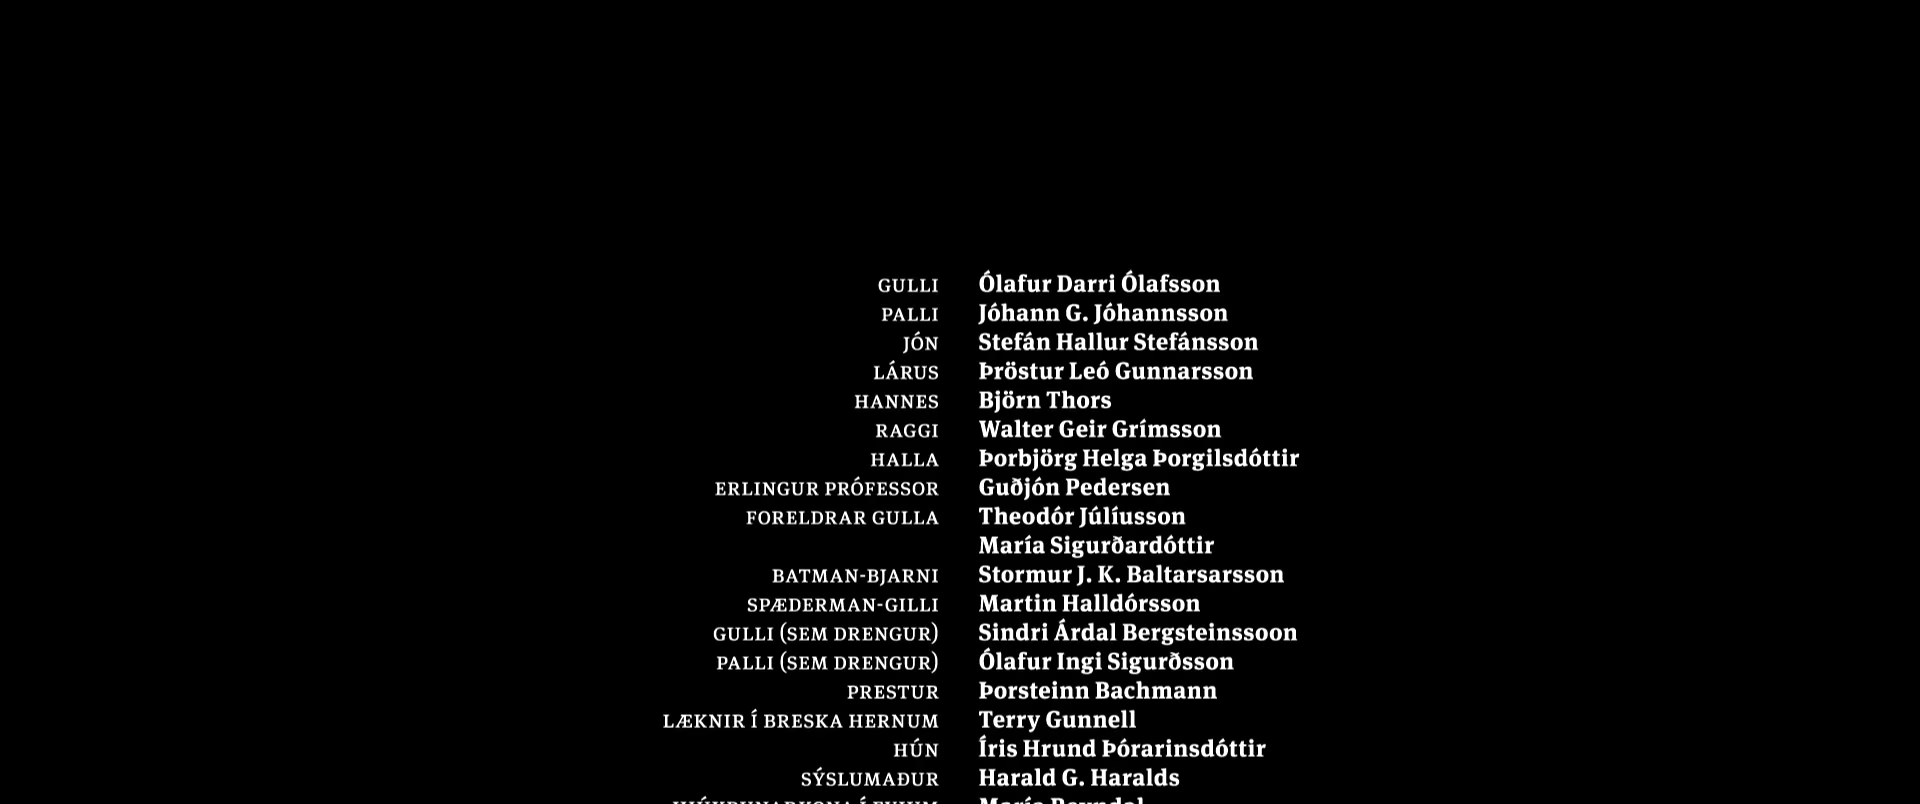 GULLI Ólafur Darri Ólafsson
PALLI Jóhann G. Jóhannsson
JÓN Stefán Hallur Stefánsson
LÁRUS Þröstur Leó Gunnarsson
HANNES Björn Thors
RAGGI Walter Geir Grímsson
HALLA Þorbjörg Helga Þorgilsdóttir
ERLINGUR PRÓFESSOR Guðjón Pedersen
FORELDRAR GULLA Theodór Júlíusson
María Sigurðardóttir
BATMAN-BJARNI Stormur J. K. Baltarsarsson
SPÆDERMAN-GILLI Martin Halldórsson
GULLI (SEM DRENGUR) Sindri Árdal Bergsteinssoon
PALLI (SEM DRENGUR) Ólafur Ingi Sigurðsson
PRESTUR Þorsteinn Bachmann
LÆKNIR Í BRESKA HERNUM Terry Gunnell
HÚN Íris Hrund Þórarinsdóttir
SÝSLUMAÐUR Harald G. Haralds